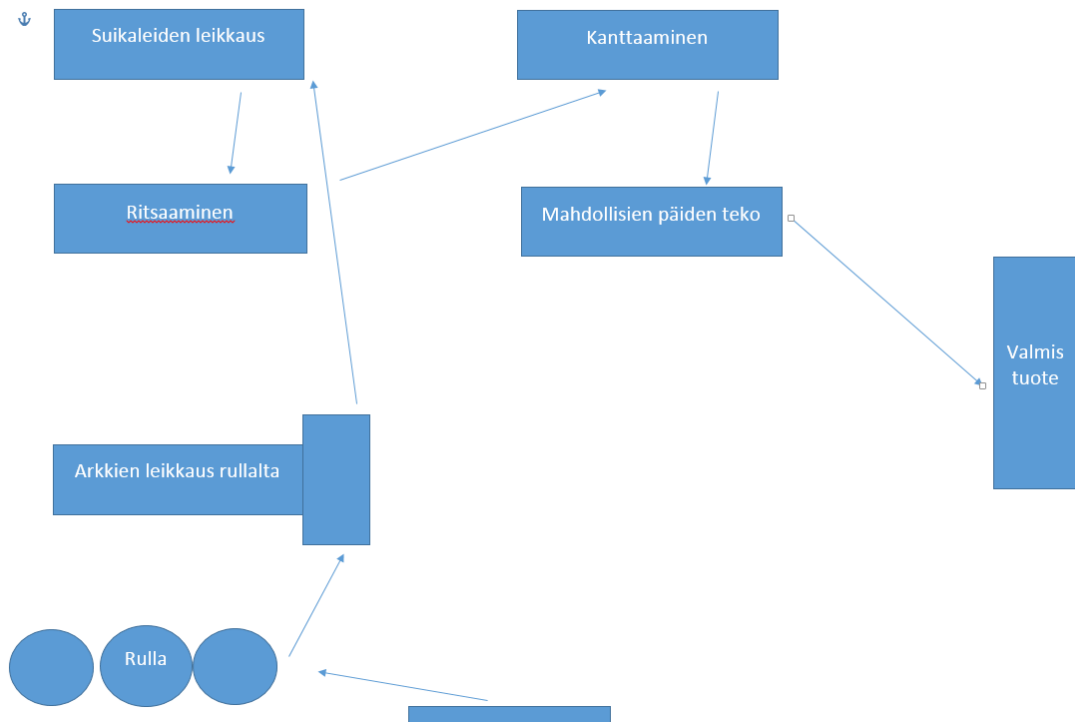 Suikaleiden leikkaus
Kanttaaminen
Ritsaaminen
Mahdollisien päiden teko
Valmis
tuote
Arkkien leikkaus rullalta
Rulla